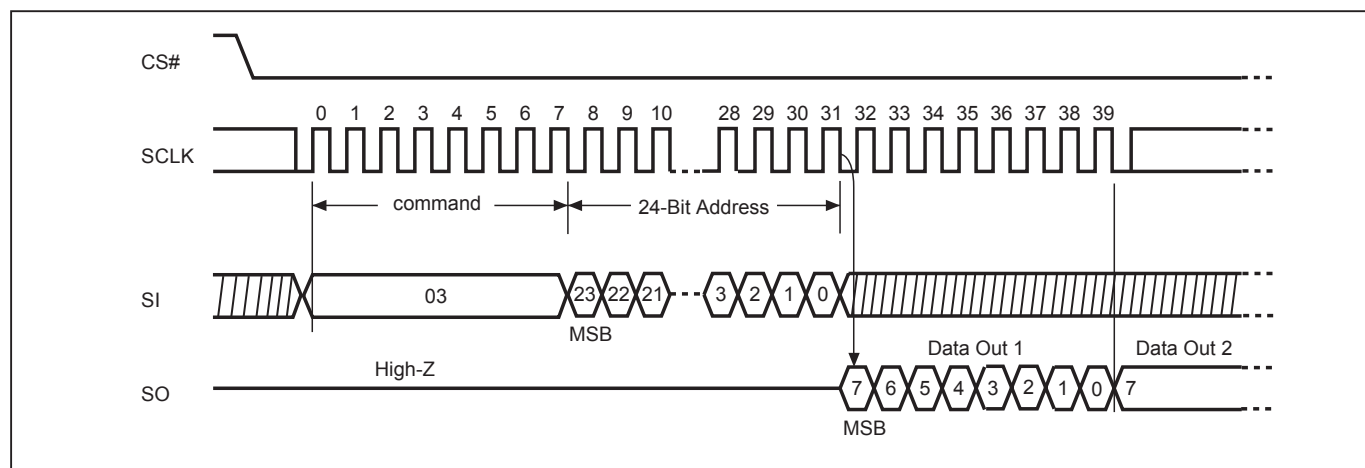 CS#
0 1 2 3 4 5 6 7 8 9 10 28 29 30 31 32 33 34 35 36 37 38 39
SCLK
command 24-Bit Address
SI 03 23 22 21 3 2 1 0
MSB
Data Out 1 Data Out 2
High-Z
SO 7 6 5 4 3 2 1 0 7
MSB